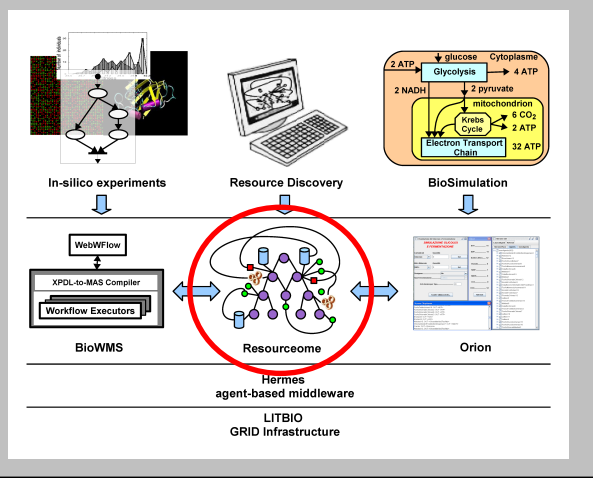 glucose
Cytoplasme
2 ATP
Glycolysis
4 ATP
2 NADH
2 pyruvate
mitochondrion
Krebs
Cycle
6 CO2
2 ATP
Electron Transport
Chain
32 ATP
In-silico experiments
Resource Discovery
BioSimulation
WebWFlow
XPDL-to-MAS Compiler
Workflow Executors
BioWMS
Resourceome
Orion
Hermes
agent-based middleware
LITBIO
GRID Infrastructure